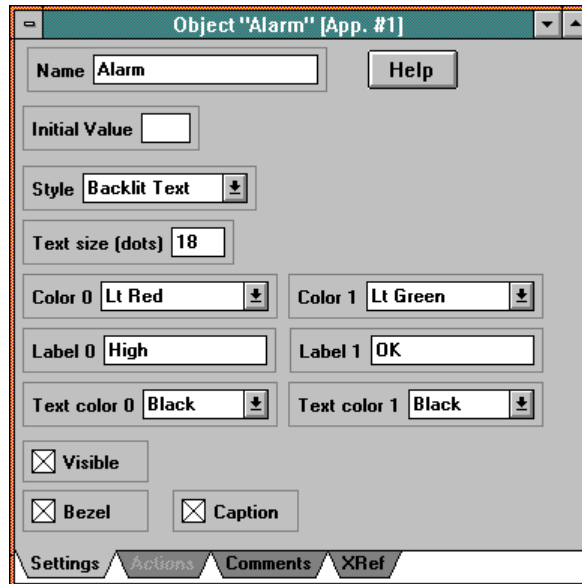 Object "Alarm" [App. #1]
Name Alarm
Help
Initial Value
Style Backlit Text
Text size (dots) 18
Color 0 Lt Red
Color 1 Lt Green
Label 0 High
Label 1 OK
Text color 0 Black
Text color 1 Black
Visible
Bezel
Caption
Settings
Actions
Comments
XRef